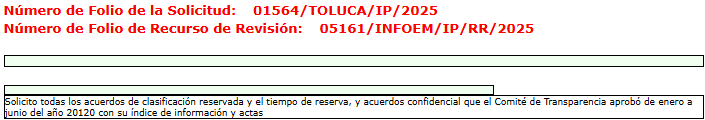 Número de Folio de la Solicitud: 01564/TOLUCA/IP/2025
Número de Folio de Recurso de Revisión: 05161/INFOEM/IP/RR/2025
Solicito todas los acuerdos de clasificación reservada y el tiempo de reserva, y acuerdos confidencial que el Comité de Transparencia aprobó de enero a
junio del año 20120 con su índice de información y actas